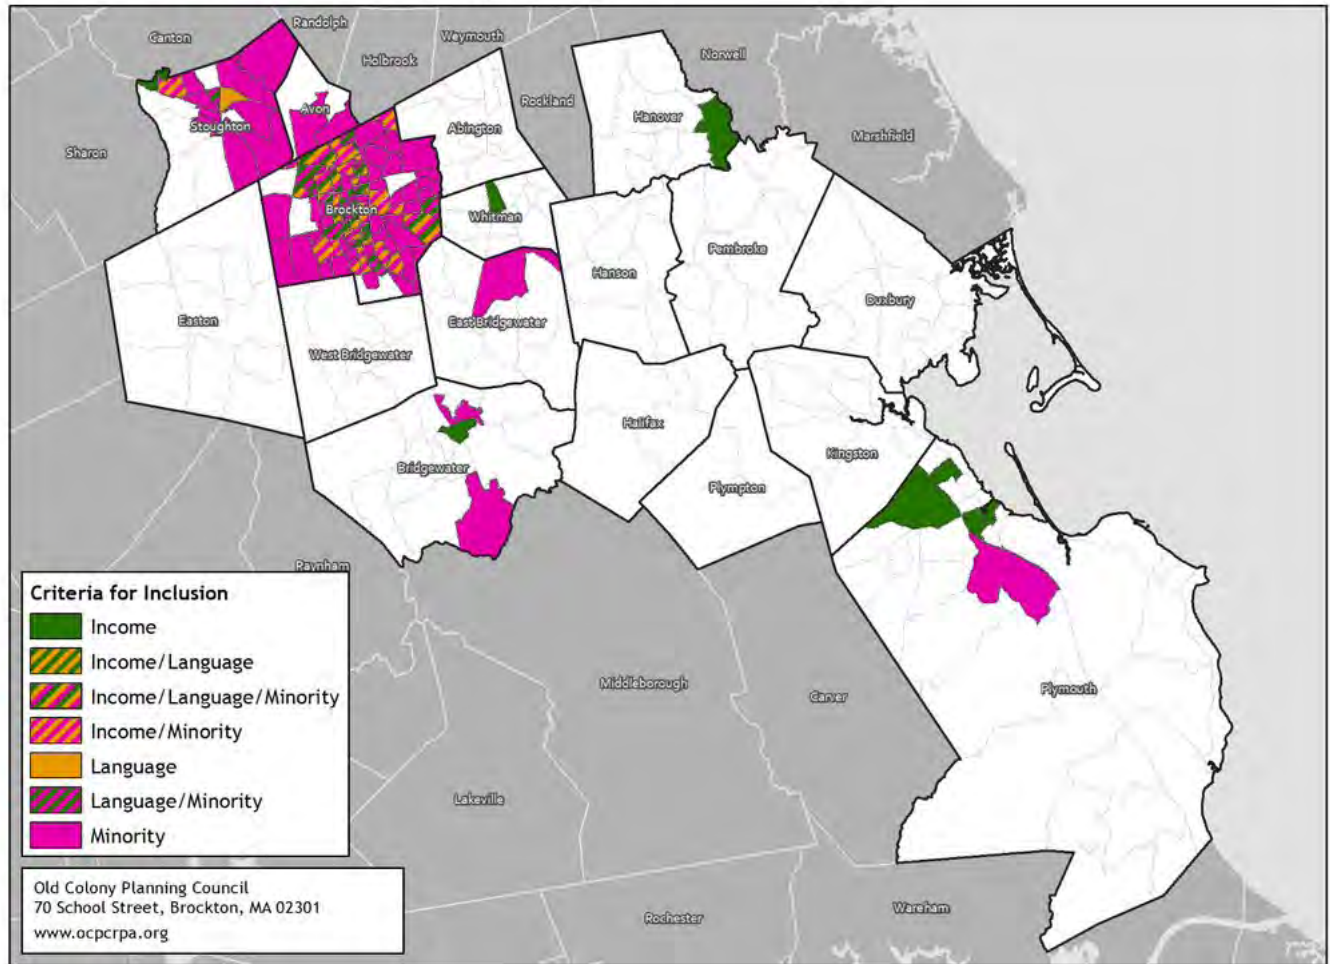 Randolph
Canton
Weymouth
Norwell
Holbrook
Rockland
Avon
Hanover
Stoughton
Abington
Marshfield
Sharon
Brockton
Whitman
Pembroke
Hanson
Duxbury
Easton
East Bridgewater
West Bridgewater
Halifax
Kingston
Bridgewater
Plympton
Raynham
Criteria for Inclusion
Income
Income/Language
Income/Language/Minority
Income/Minority
Language
Language/Minority
Minority
Middleborough
Carver
Plymouth
Lakeville
Old Colony Planning Council
70 School Street, Brockton, MA 02301
www.ocpcrpa.org
Rochester
Wareham